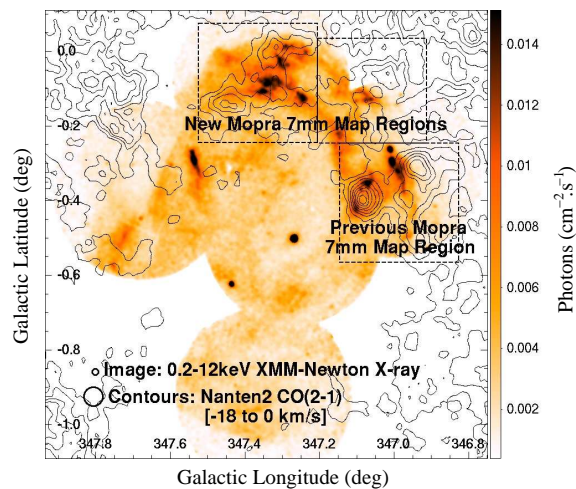 0.0
-0.2
-0.4
-0.6
-0.8
-1.0
Galactic Latitude (deg)
New Mopra 7mm Map Regions
Previous Mopra
7mm Map Region
Image: 0.2-12keV XMM-Newton X-ray
Contours: Nanten2 CO(2-1)
[-18 to 0 km/s]
347.8 347.6 347.4 347.2 347.0 346.8
Galactic Longitude (deg)
0.014
0.012
0.010
0.008
0.006
0.004
0.002
Photons (cm⁻².s⁻¹)